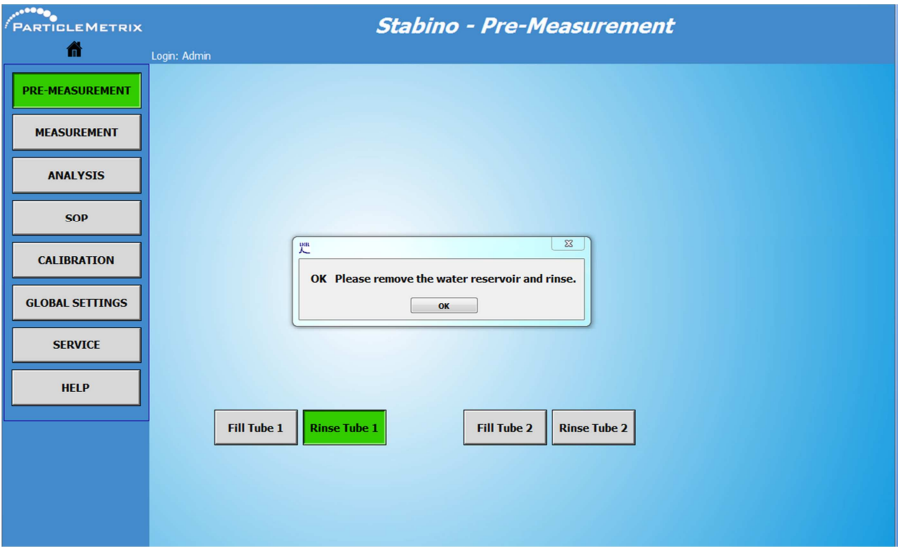 PARTICLEMETRIX
Stabino - Pre-Measurement
Login: Admin
PRE-MEASUREMENT
MEASUREMENT
ANALYSIS
SOP
CALIBRATION
GLOBAL SETTINGS
SERVICE
HELP
OK Please remove the water reservoir and rinse.
OK
Fill Tube 1
Rinse Tube 1
Fill Tube 2
Rinse Tube 2